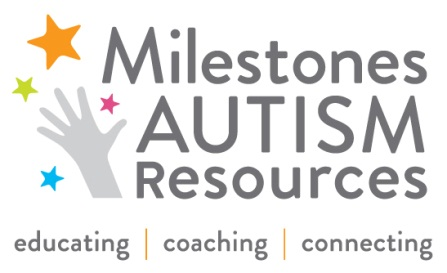 Milestones
AUTISM
Resources
educating | coaching | connecting